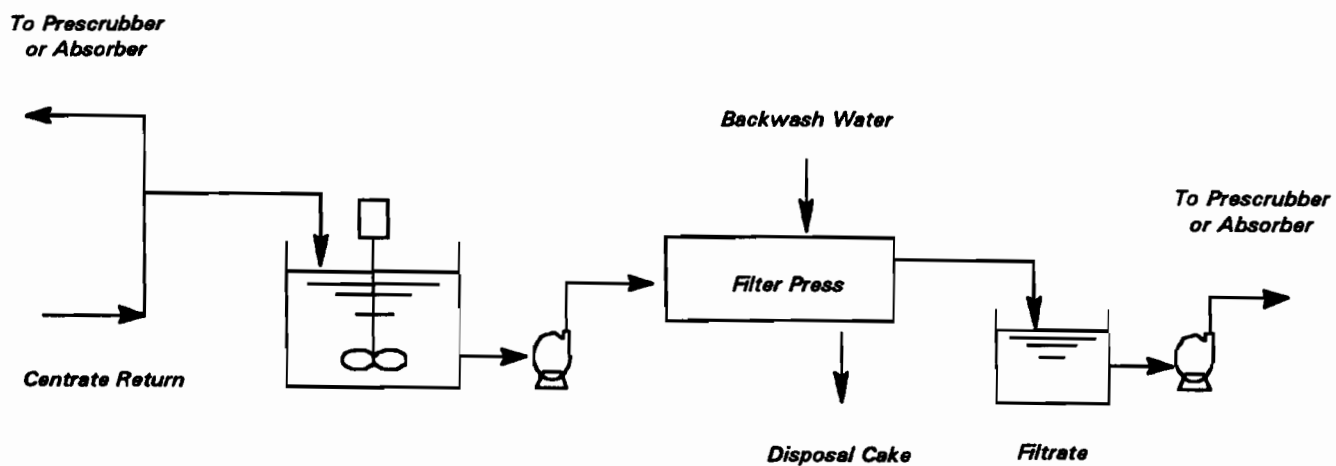 To Prescrubber
or Absorber
Backwash Water
To Prescrubber
or Absorber
Filter Press
Centrate Return
Disposal Cake
Filtrate